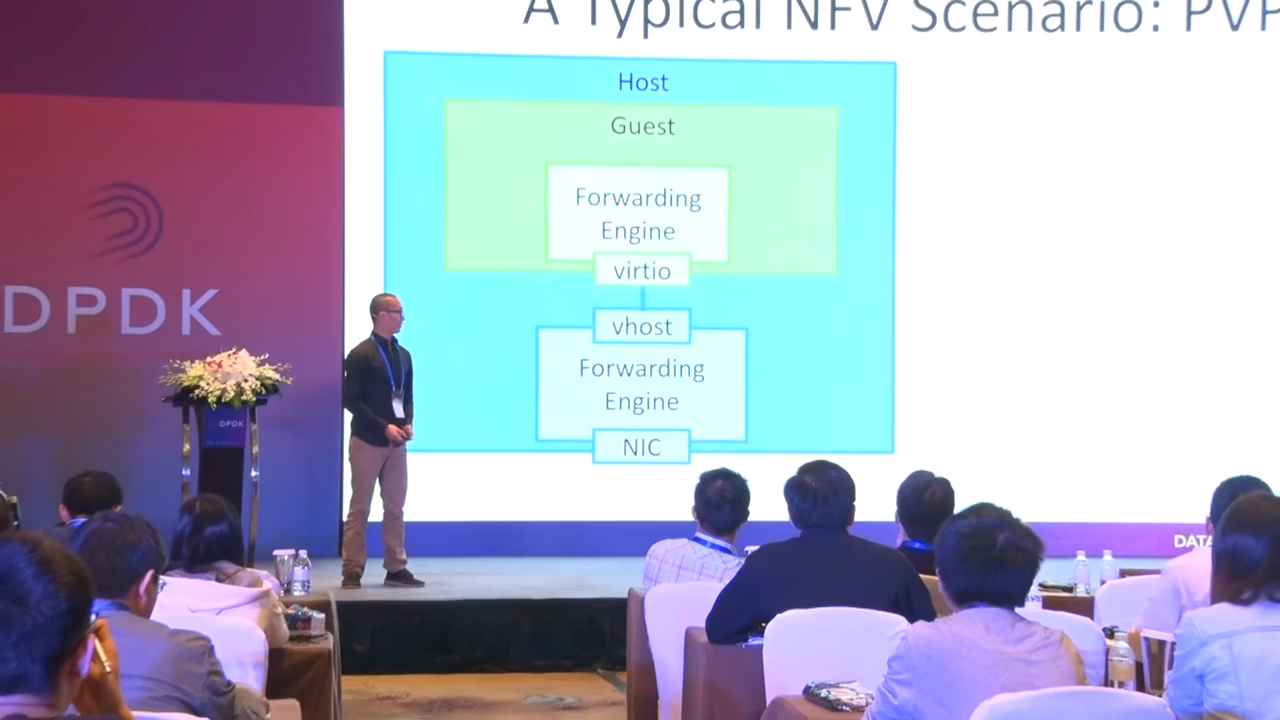 A Typical NFV Scenario: PVP
Host
Guest
Forwarding
Engine
virtio
vhost
Forwarding
Engine
NIC
DPDK
DPDK
DATA